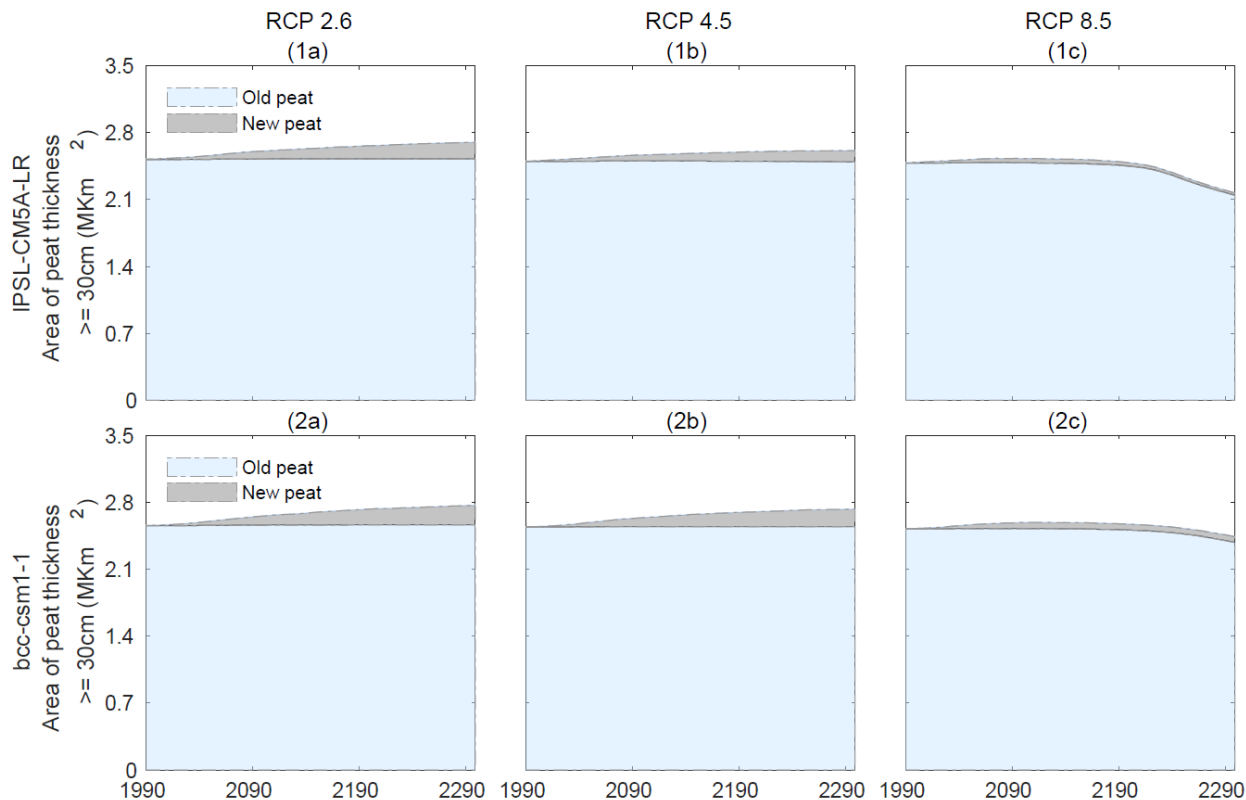 RCP 2.6
RCP 4.5
RCP 8.5
(1a)
(1b)
(1c)
IPSL-CM5A-LR
Area of peat thickness
>= 30cm (MKm 2)
3.5
2.8
2.1
1.4
0.7
0
Old peat
New peat
(2a)
(2b)
(2c)
bcc-csm1-1
Area of peat thickness
>= 30cm (MKm 2)
3.5
2.8
2.1
1.4
0.7
0
Old peat
New peat
1990 2090 2190 2290
1990 2090 2190 2290
1990 2090 2190 2290